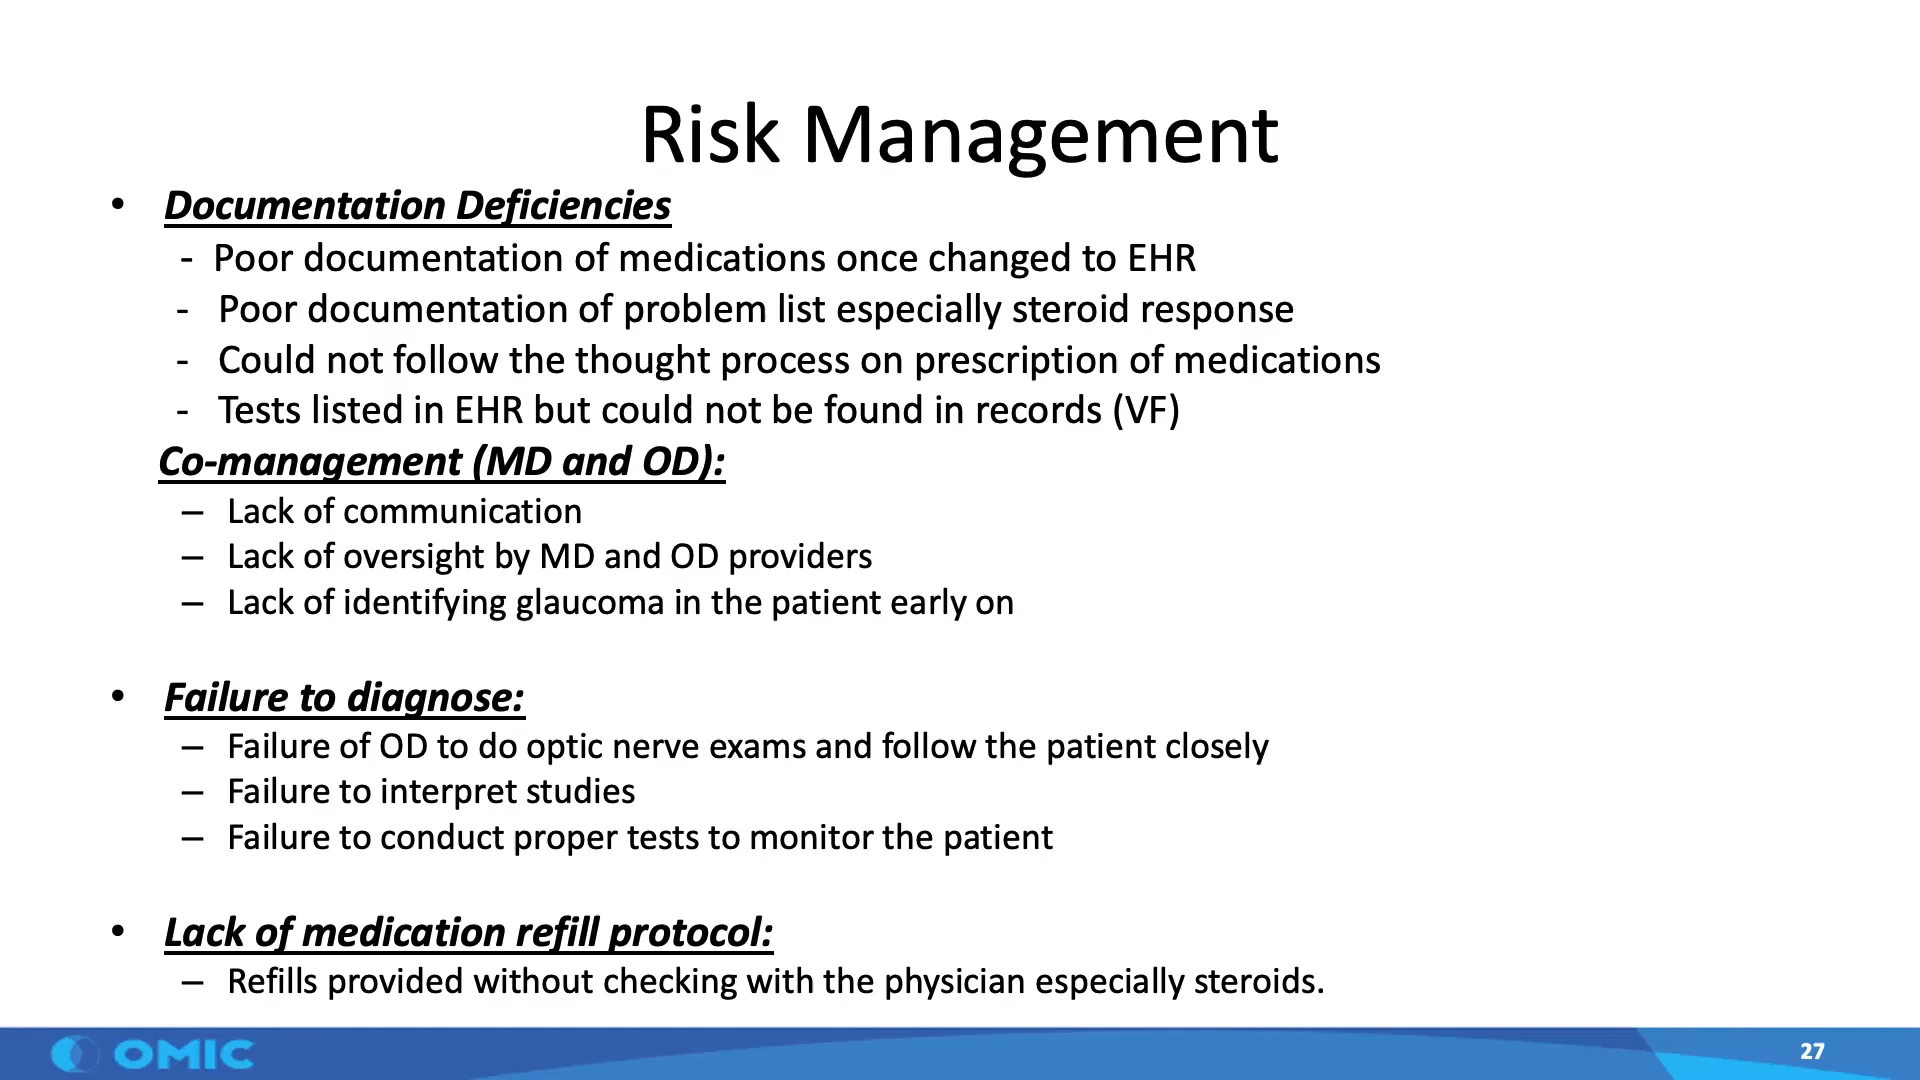 Risk Management
• Documentation Deficiencies
- Poor documentation of medications once changed to EHR
- Poor documentation of problem list especially steroid response
- Could not follow the thought process on prescription of medications
- Tests listed in EHR but could not be found in records (VF)
Co-management (MD and OD):
– Lack of communication
– Lack of oversight by MD and OD providers
– Lack of identifying glaucoma in the patient early on
• Failure to diagnose:
– Failure of OD to do optic nerve exams and follow the patient closely
– Failure to interpret studies
– Failure to conduct proper tests to monitor the patient
• Lack of medication refill protocol:
– Refills provided without checking with the physician especially steroids.
OMIC
27